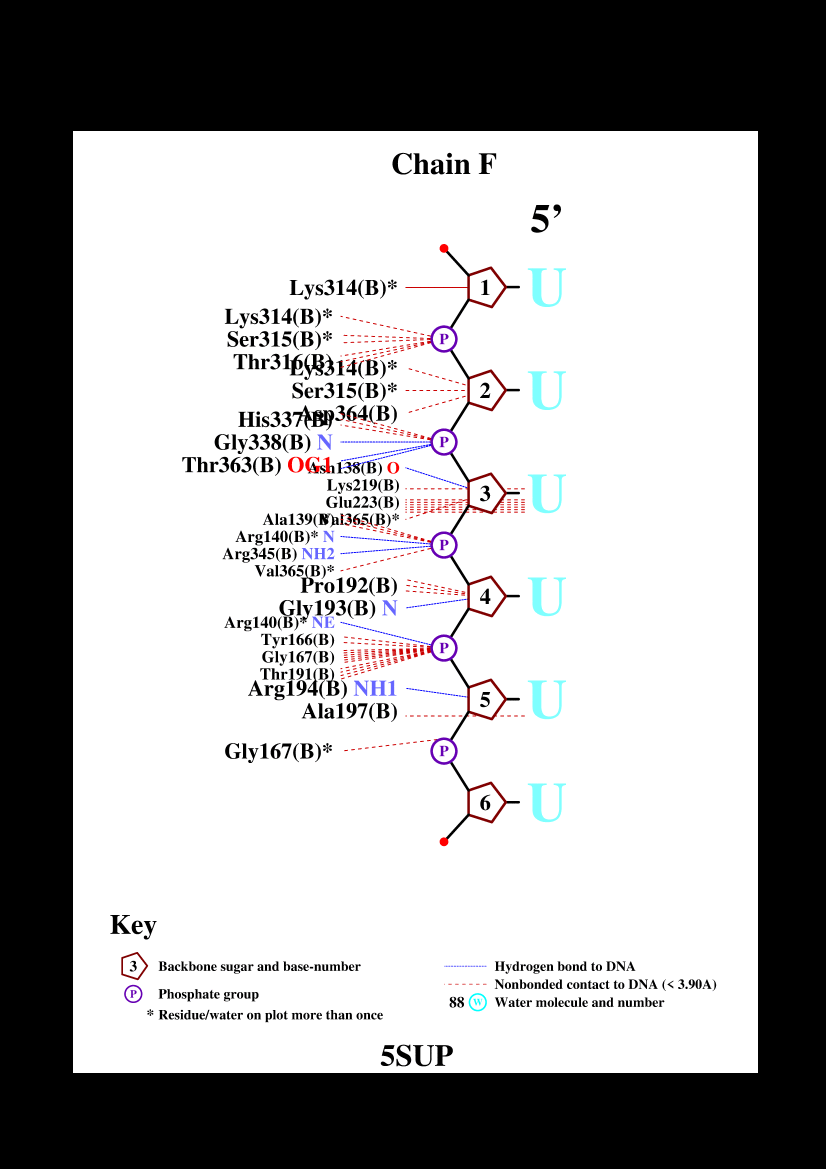 Chain F
5’
Lys314(B)* 1 U
Lys314(B)*
Ser315(B)* P
Thr316(B)
Lys314(B)*
Ser315(B)* 2 U
Asp364(B)
His337(B)
Gly338(B) N P
Thr363(B) OG1
Asn138(B) O
Lys219(B) 3 U
Glu223(B)
Val365(B)*
Ala139(B)
Arg140(B)* N P
Arg345(B) NH2
Val365(B)*
Pro192(B) 4 U
Gly193(B) N
Arg140(B)* NE
Tyr166(B) P
Gly167(B)
Thr191(B)
Arg194(B) NH1 5 U
Ala197(B)
Gly167(B)* P
6 U
Key
3 Backbone sugar and base-number
P Phosphate group
* Residue/water on plot more than once
Hydrogen bond to DNA
Nonbonded contact to DNA (< 3.90A)
88 W Water molecule and number
5SUP